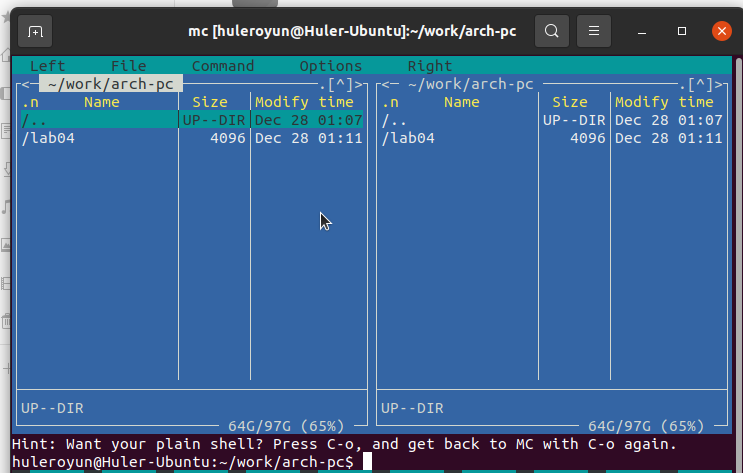 mc [huleroyun@Huler-Ubuntu]:~/work/arch-pc
Left File Command Options Right
<─ ~/work/arch-pc ─.[^]>
.n Name Size Modify time
/.. UP--DIR Dec 28 01:07
/lab04 4096 Dec 28 01:11
UP--DIR
64G/97G (65%)
<─ ~/work/arch-pc ─.[^]>
.n Name Size Modify time
/.. UP--DIR Dec 28 01:07
/lab04 4096 Dec 28 01:11
UP--DIR
64G/97G (65%)
Hint: Want your plain shell? Press C-o, and get back to MC with C-o again.
huleroyun@Huler-Ubuntu:~/work/arch-pc$